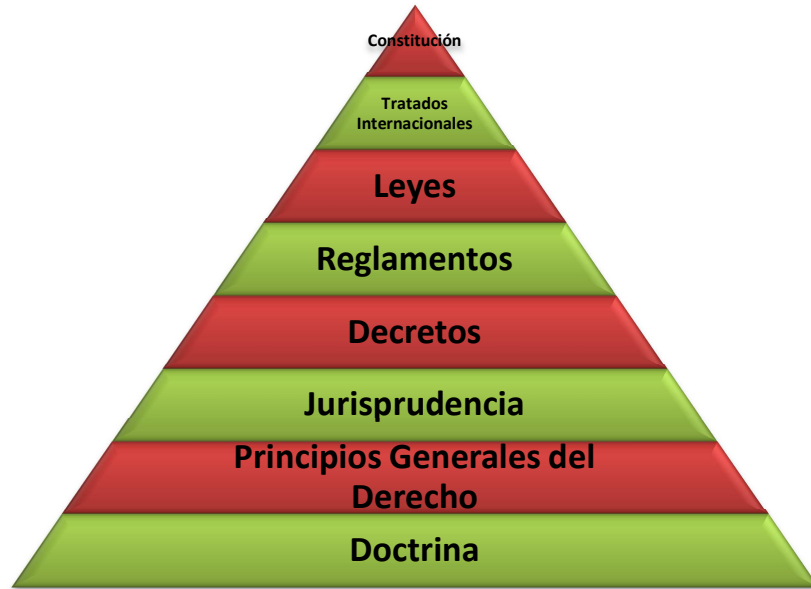 Constitución
Tratados
Internacionales
Leyes
Reglamentos
Decretos
Jurisprudencia
Principios Generales del
Derecho
Doctrina